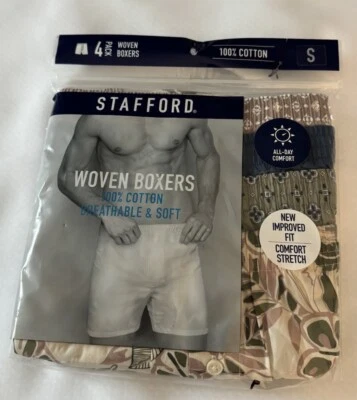 4 PACK WOVEN BOXERS
100% COTTON
S
STAFFORD®
ALL-DAY
COMFORT
WOVEN BOXERS
100% COTTON
BREATHABLE & SOFT
NEW
IMPROVED
FIT
COMFORT
STRETCH